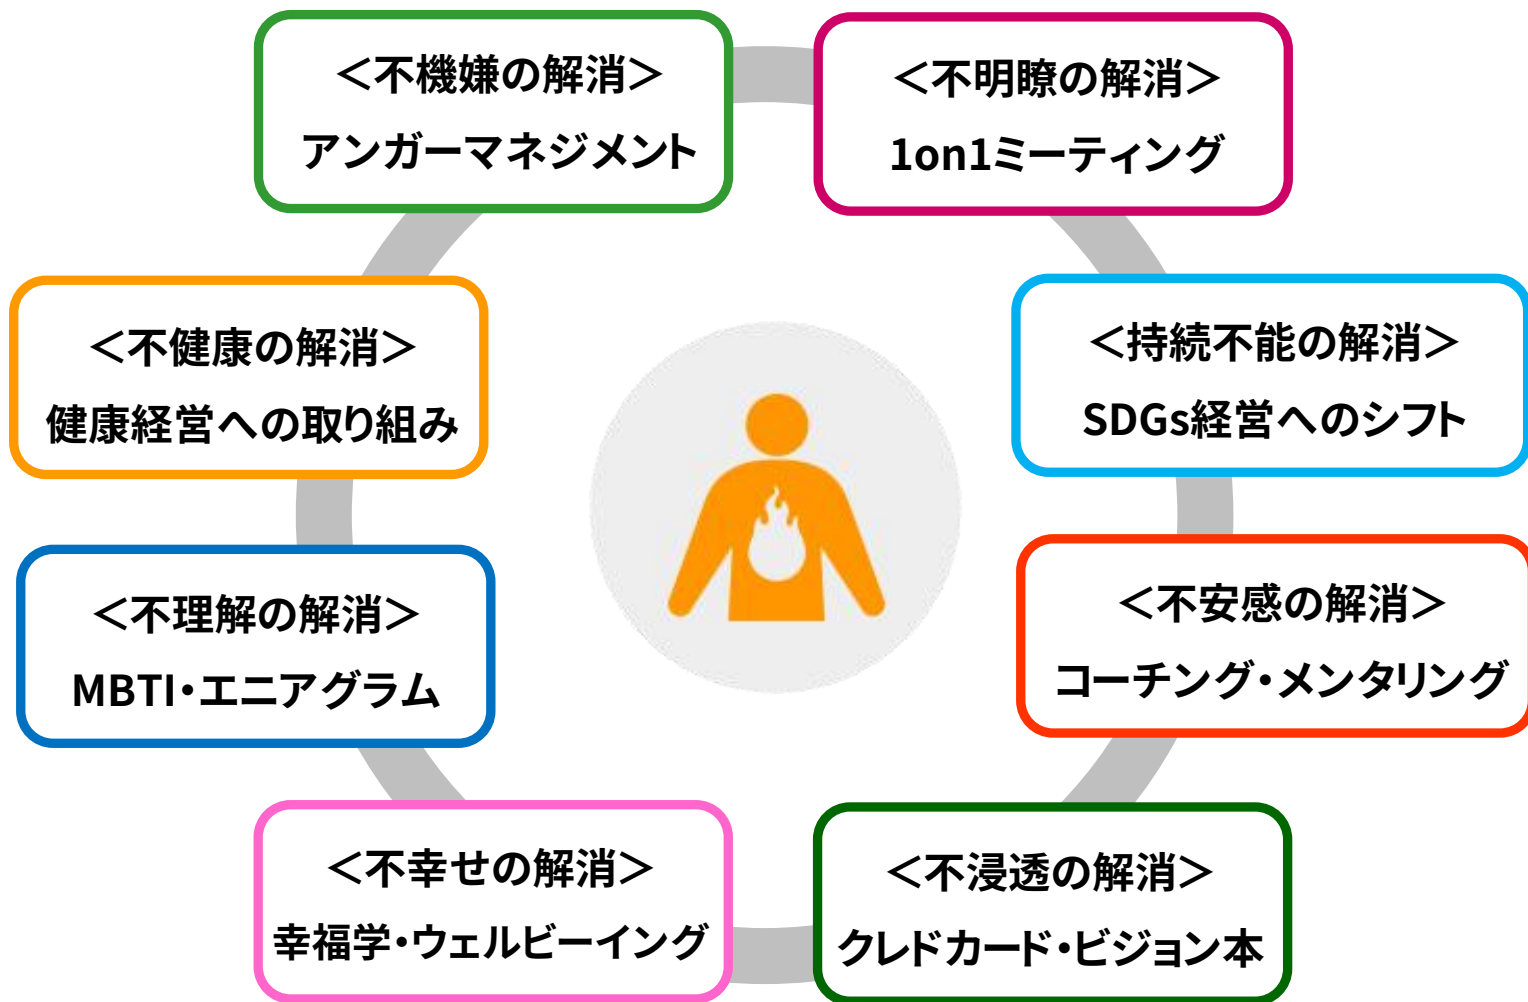 ＜不機嫌の解消＞
アンガーマネジメント
＜不明瞭の解消＞
1on1ミーティング
＜不健康の解消＞
健康経営への取り組み
＜持続不能の解消＞
SDGs経営へのシフト
＜不理解の解消＞
MBTI・エニアグラム
＜不安感の解消＞
コーチング・メンタリング
＜不幸せの解消＞
幸福学・ウェルビーイング
＜不浸透の解消＞
クレドカード・ビジョン本